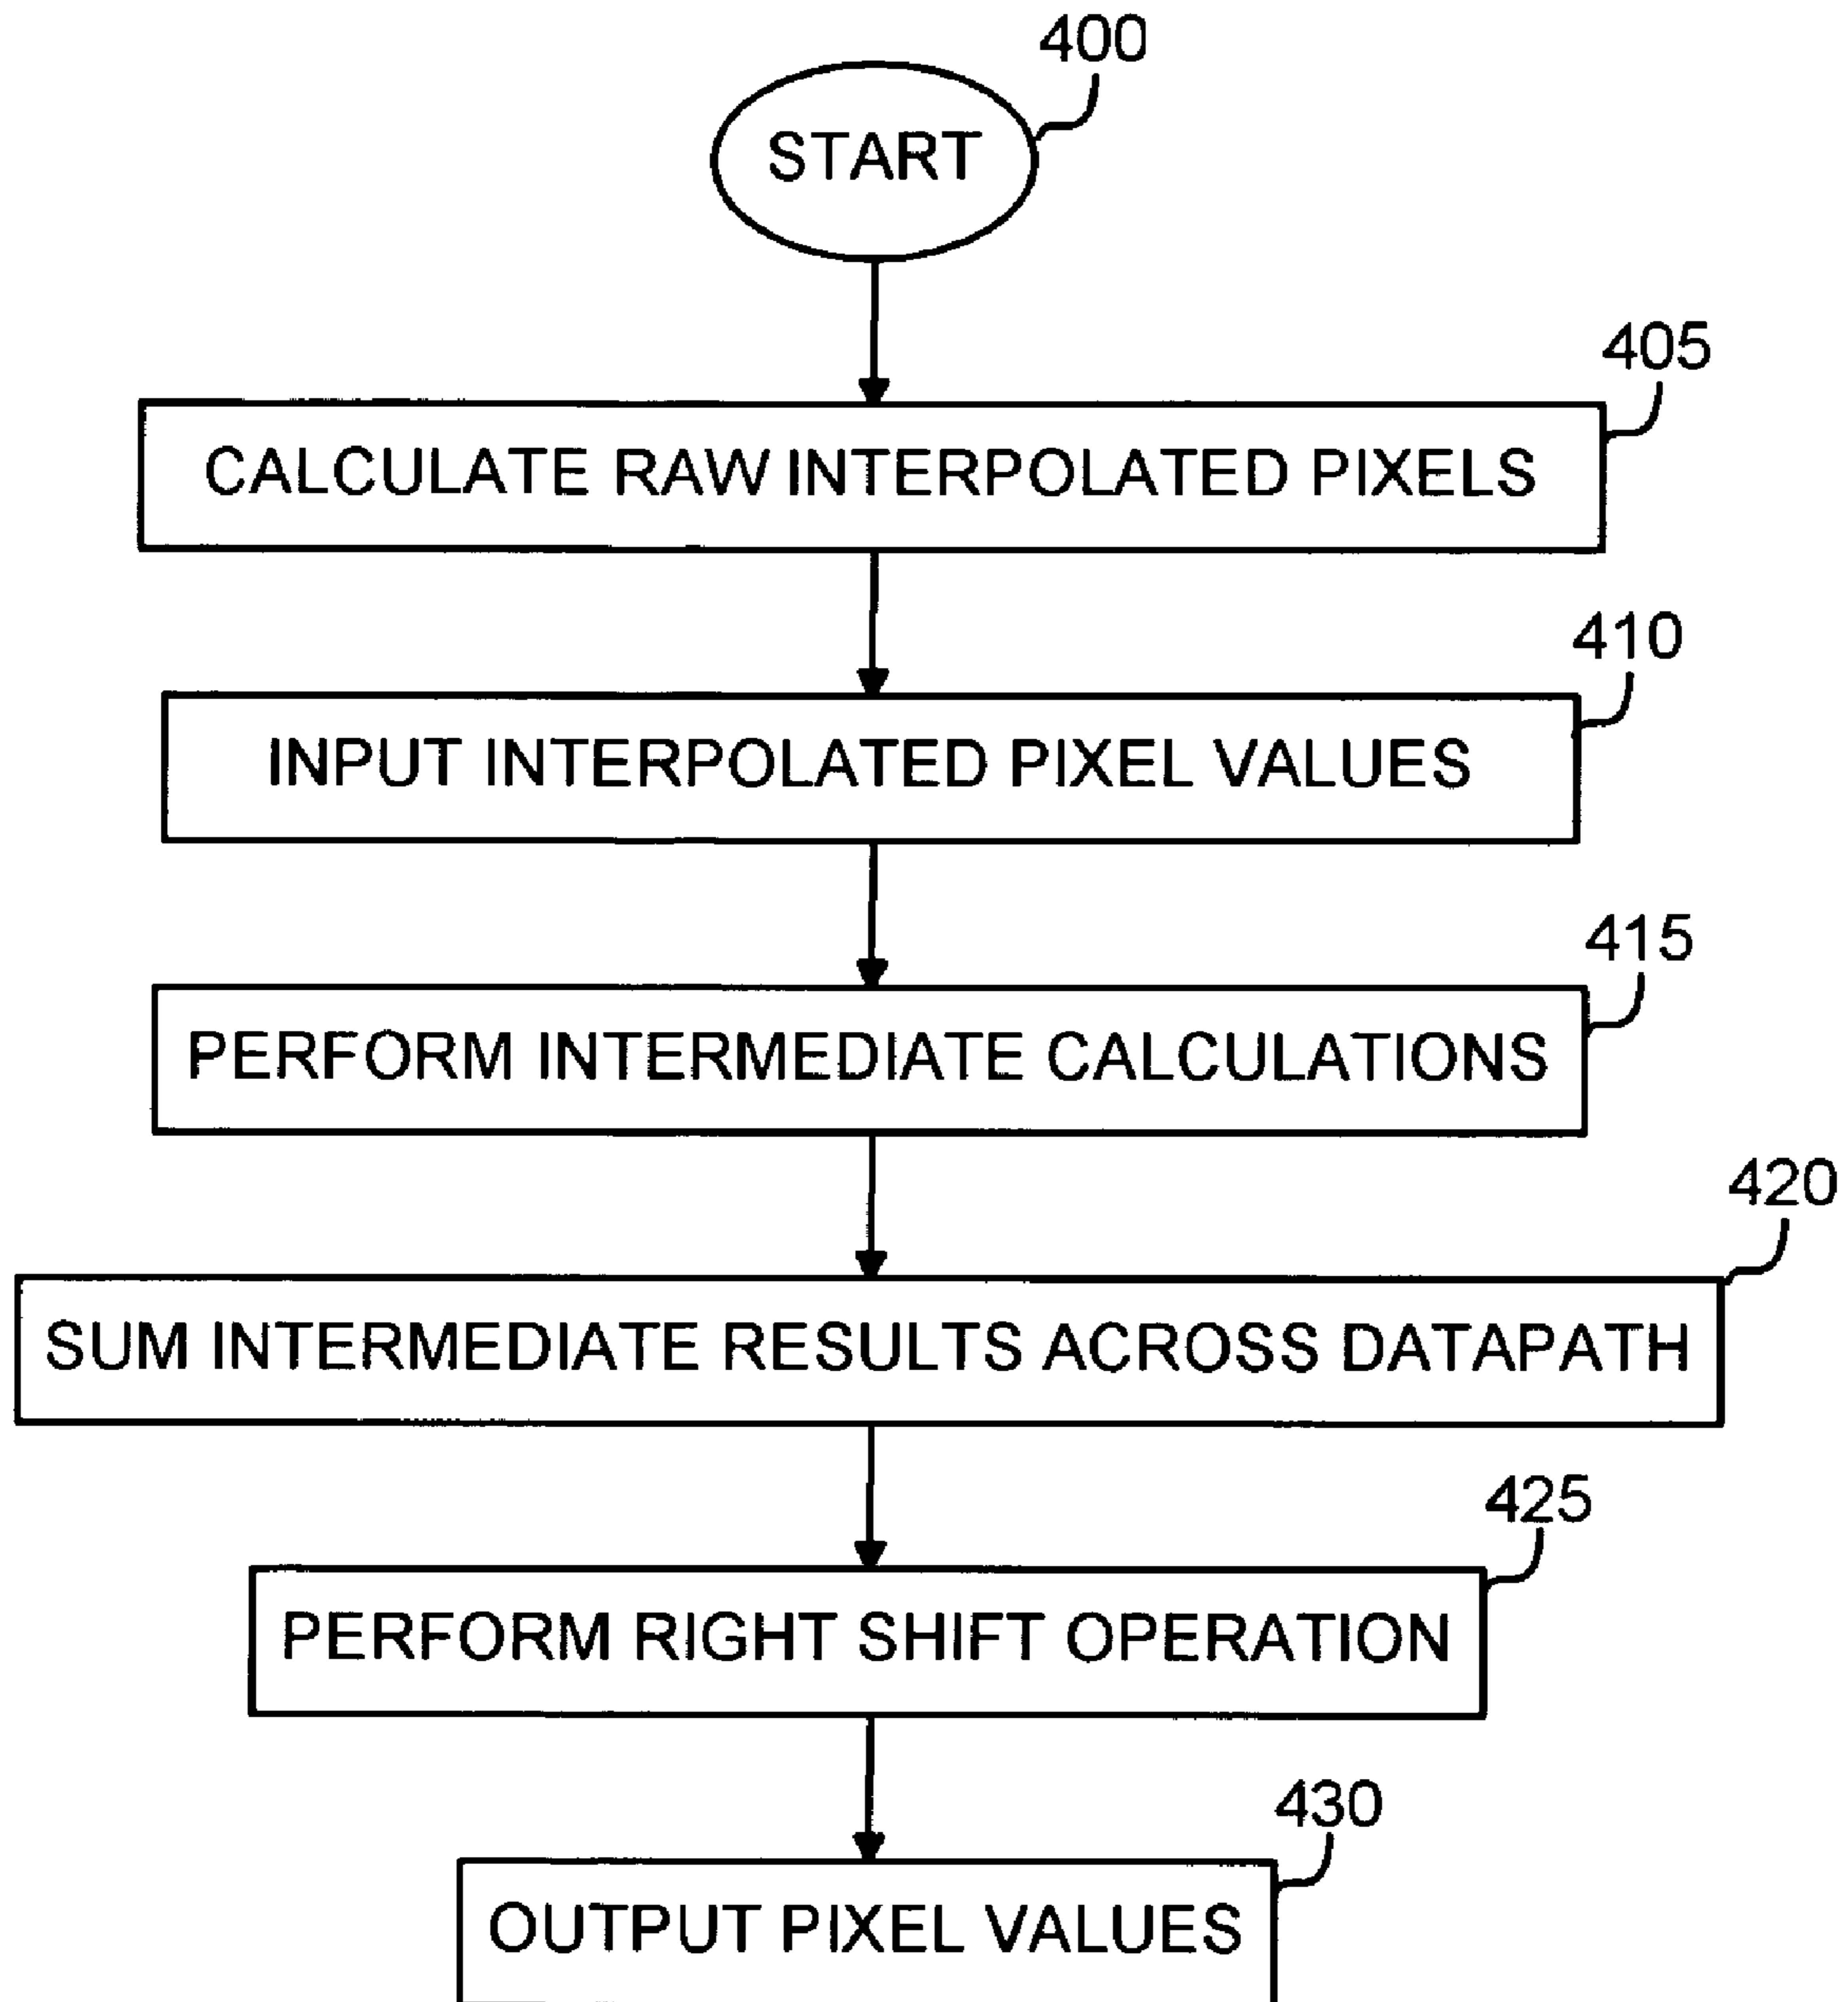 400
START
405
CALCULATE RAW INTERPOLATED PIXELS
410
INPUT INTERPOLATED PIXEL VALUES
415
PERFORM INTERMEDIATE CALCULATIONS
420
SUM INTERMEDIATE RESULTS ACROSS DATAPATH
425
PERFORM RIGHT SHIFT OPERATION
430
OUTPUT PIXEL VALUES